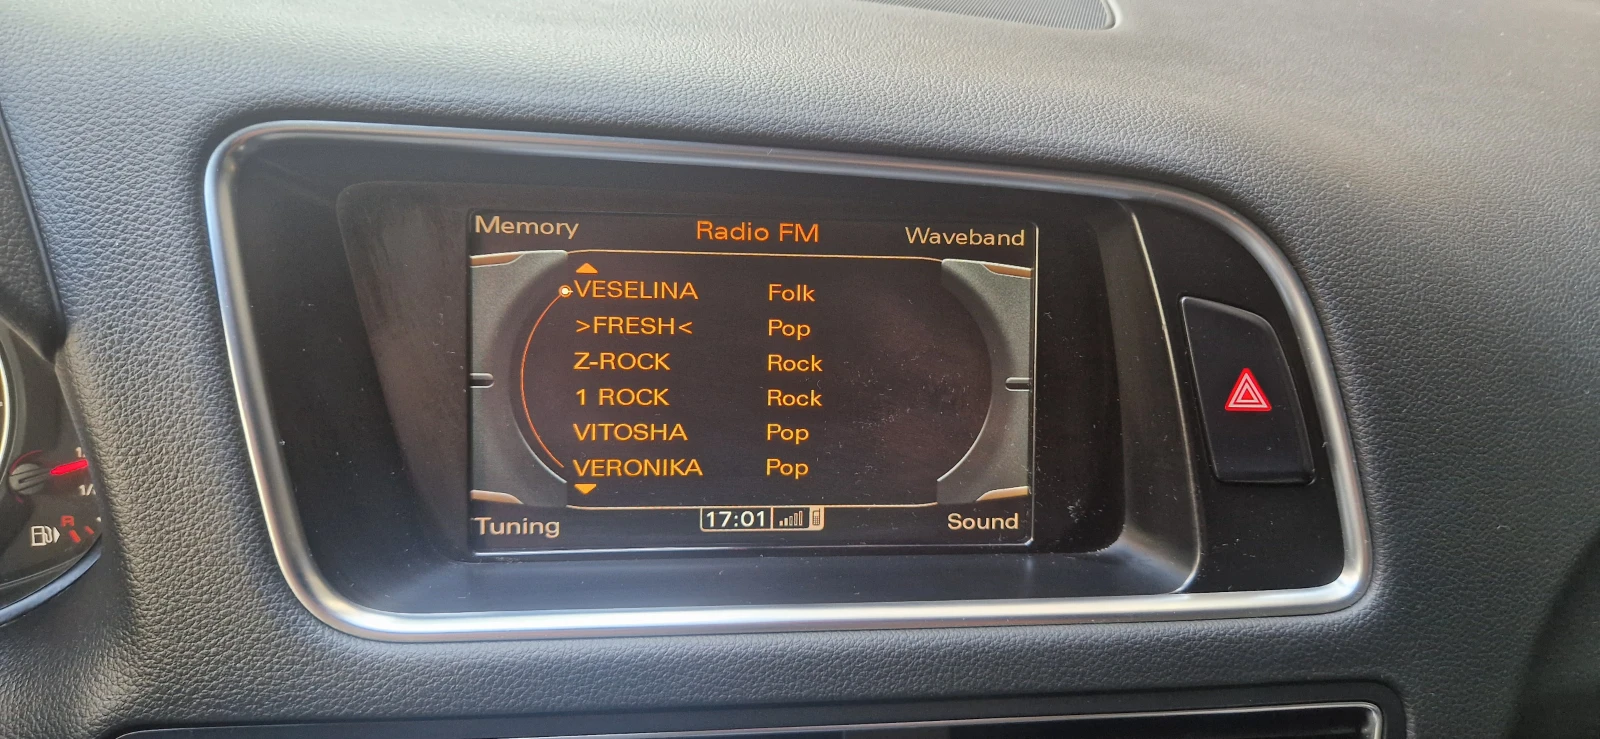 Memory Radio FM Waveband
VESELINA Folk
>FRESH< Pop
Z-ROCK Rock
1 ROCK Rock
VITOSHA Pop
VERONIKA Pop
Tuning 17:01 Sound
R